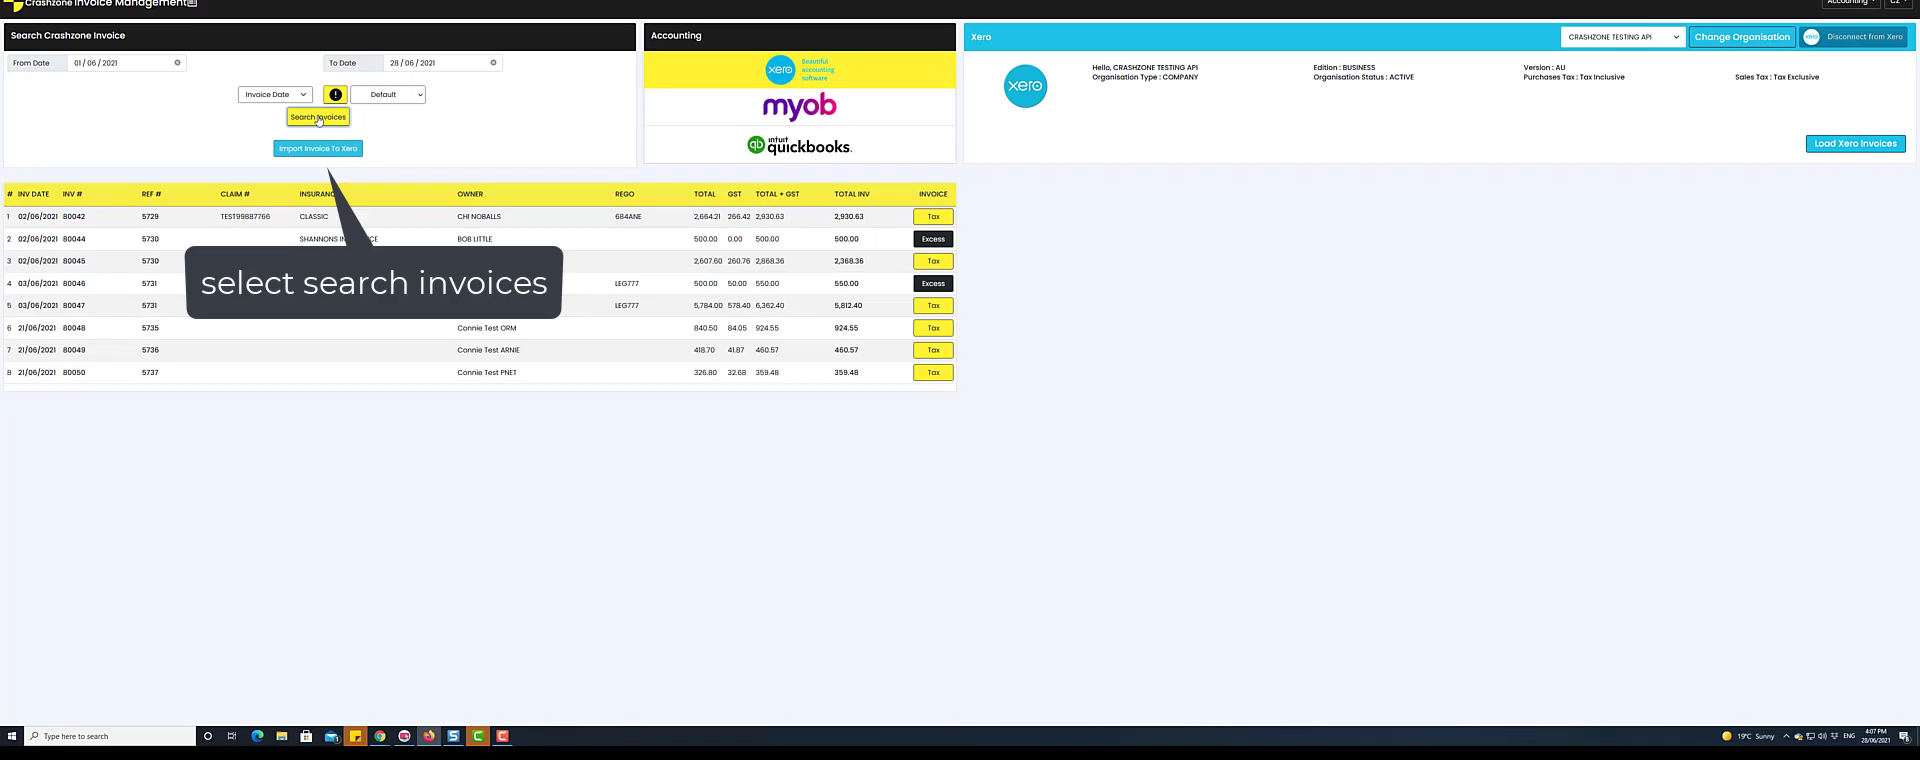 Crashzone Invoice Management
Accounting
CZ
Search Crashzone Invoice
From Date 01 / 06 / 2021
To Date 28 / 06 / 2021
Invoice Date
Default
Search Invoices
Import Invoice To Xero
Accounting
xero Beautiful
accounting
software
myob
intuit
qb quickbooks.
Xero
CRASHZONE TESTING API
Change Organisation
xero Disconnect from Xero
xero
Hello, CRASHZONE TESTING API
Organisation Type : COMPANY
Edition : BUSINESS
Organisation Status : ACTIVE
Version : AU
Purchases Tax : Tax Inclusive
Sales Tax : Tax Exclusive
Load Xero Invoices
# INV DATE INV # REF # CLAIM # INSURANC OWNER REGO TOTAL GST TOTAL + GST TOTAL INV INVOICE
1 02/06/2021 80042 5729 TEST99887766 CLASSIC CHI NOBALLS 684ANE 2,664.21 266.42 2,930.63 2,930.63 Tax
2 02/06/2021 80044 5730 SHANNONS IN CE BOB LITTLE 500.00 0.00 500.00 500.00 Excess
3 02/06/2021 80045 5730 2,607.60 260.76 2,868.36 2,368.36 Tax
4 03/06/2021 80046 5731 LEG777 500.00 50.00 550.00 550.00 Excess
5 03/06/2021 80047 5731 LEG777 5,784.00 578.40 6,362.40 5,812.40 Tax
6 21/06/2021 80048 5735 Connie Test ORM 840.50 84.05 924.55 924.55 Tax
7 21/06/2021 80049 5736 Connie Test ARNIE 418.70 41.87 460.57 460.57 Tax
8 21/06/2021 80050 5737 Connie Test PNET 326.80 32.68 359.48 359.48 Tax
select search invoices
Type here to search
19°C Sunny
ENG
4:07 PM
28/06/2021